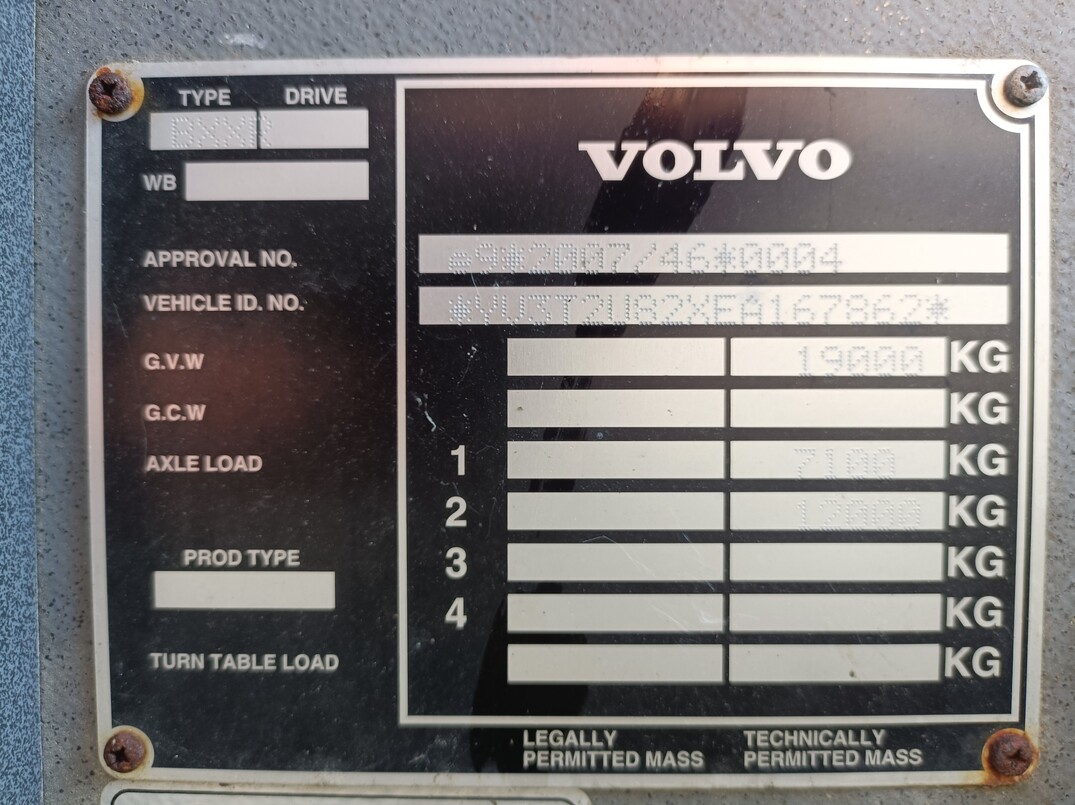 TYPE DRIVE
BXXR
WB
VOLVO
APPROVAL NO. e9*2007/46*0004
VEHICLE ID. NO. *YV3T2U82XEA167862*
G.V.W 19000 KG
G.C.W KG
AXLE LOAD 1 7100 KG
2 12000 KG
3 KG
4 KG
PROD TYPE
TURN TABLE LOAD KG
LEGALLY PERMITTED MASS
TECHNICALLY PERMITTED MASS